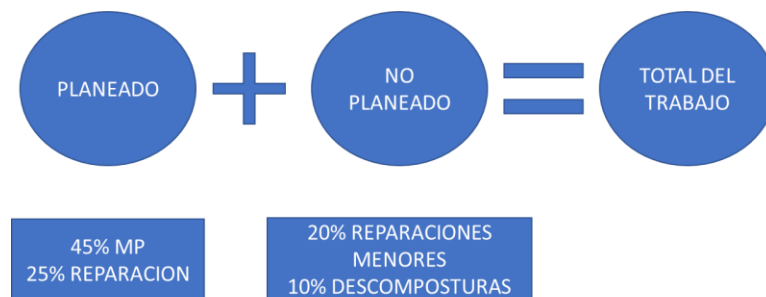 PLANEADO
NO
PLANEADO
TOTAL DEL
TRABAJO
45% MP
25% REPARACION
20% REPARACIONES
MENORES
10% DESCOMPOSTURAS